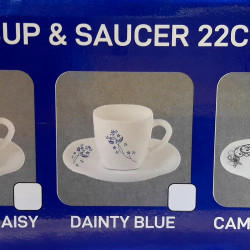 UP & SAUCER 22C
AISY
DAINTY BLUE
CAM